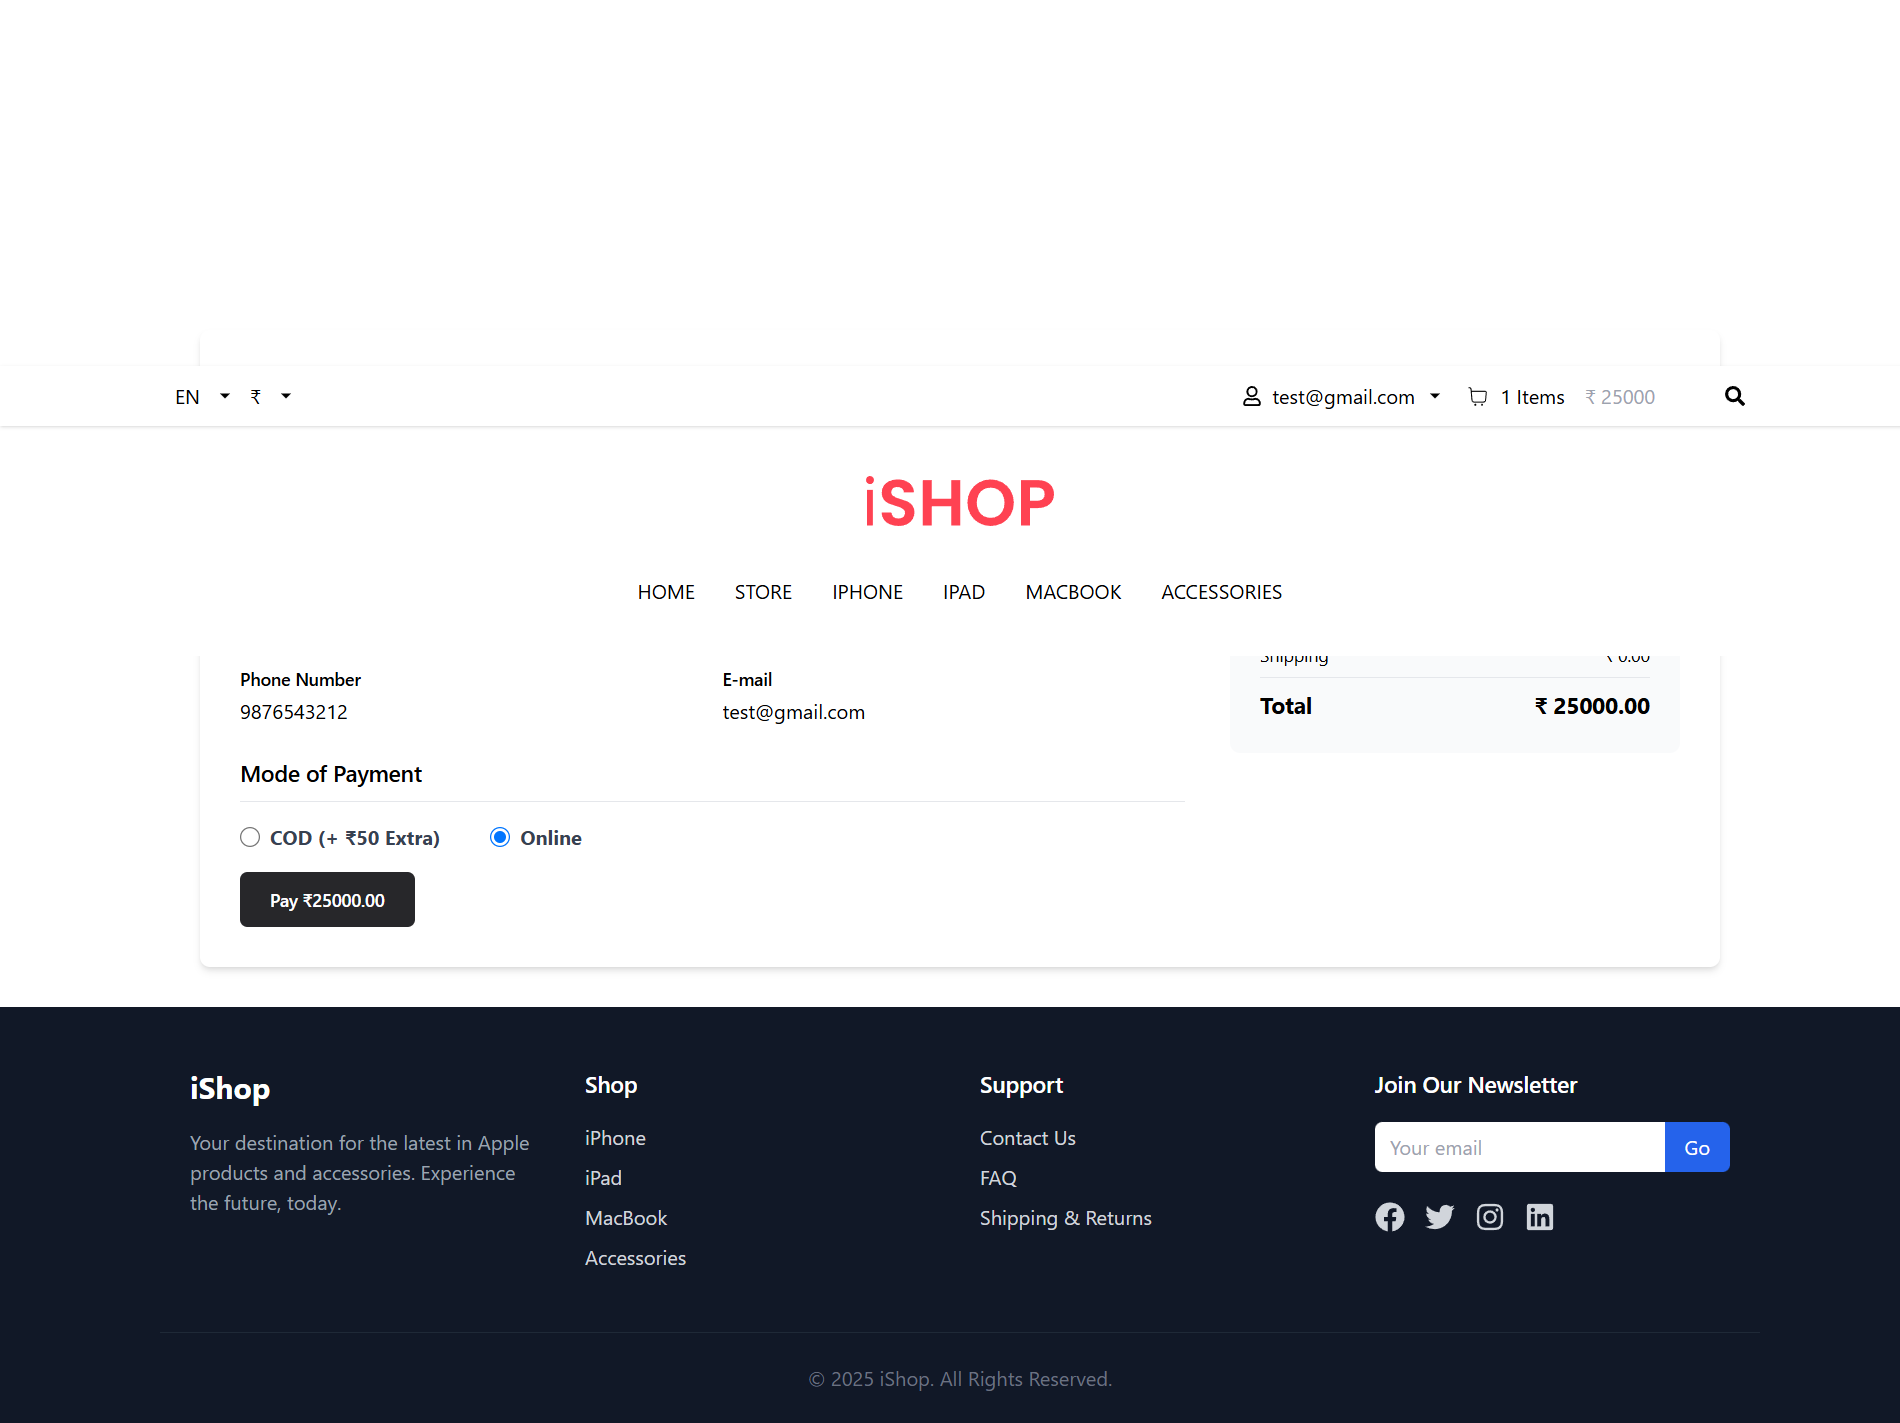 EN ₹ test@gmail.com 1 Items ₹ 25000
iSHOP
HOME STORE IPHONE IPAD MACBOOK ACCESSORIES
Shipping ₹ 0.00
Phone Number E-mail
9876543212 test@gmail.com
Total ₹ 25000.00
Mode of Payment
COD (+ ₹50 Extra) Online
Pay ₹25000.00
iShop
Your destination for the latest in Apple
products and accessories. Experience
the future, today.
Shop
iPhone
iPad
MacBook
Accessories
Support
Contact Us
FAQ
Shipping & Returns
Join Our Newsletter
Your email Go
© 2025 iShop. All Rights Reserved.